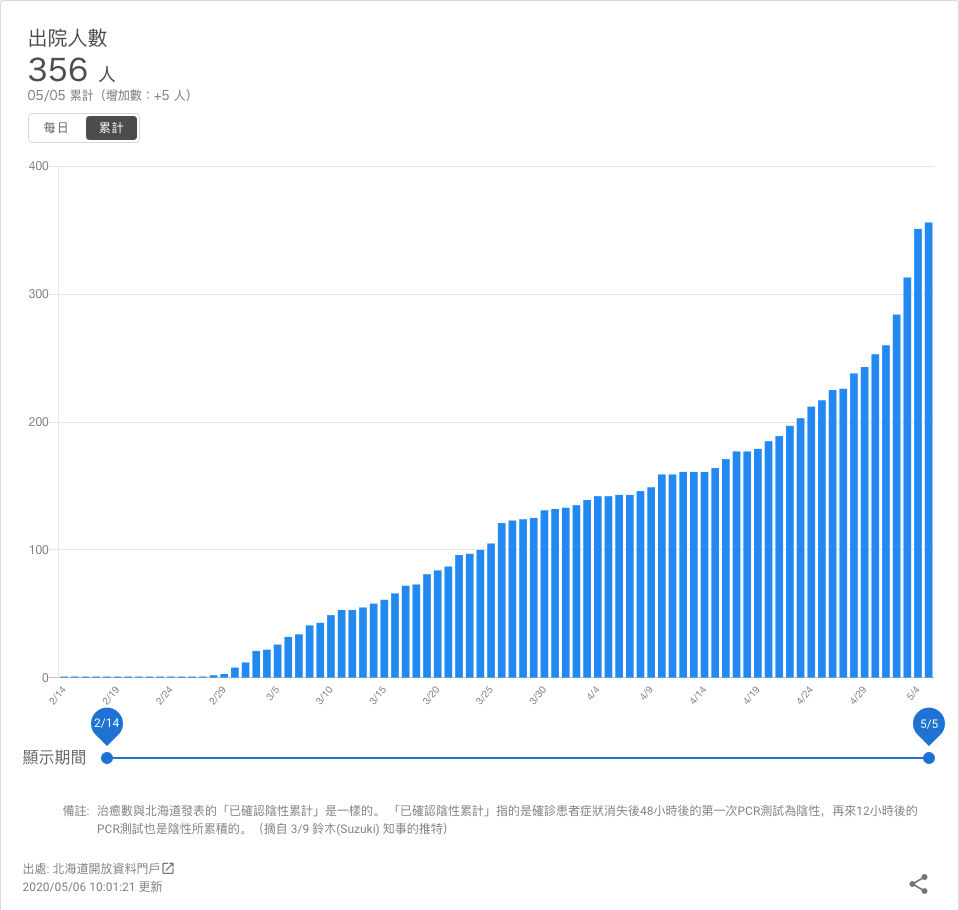 出院人數
356 人
05/05 累計（增加數：+5 人）
每日 累計
400
300
200
100
0
2/14 2/19 2/24 2/29 3/5 3/10 3/15 3/20 3/25 3/30 4/4 4/9 4/14 4/19 4/24 4/29 5/4
2/14 5/5
顯示期間
備註: 治癒數與北海道發表的「已確認陰性累計」是一樣的。「已確認陰性累計」指的是確診患者症狀消失後48小時後的第一次PCR測試為陰性，再來12小時後的
PCR測試也是陰性所累積的。（摘自 3/9 鈴木(Suzuki) 知事的推特）
出處: 北海道開放資料門戶
2020/05/06 10:01:21 更新